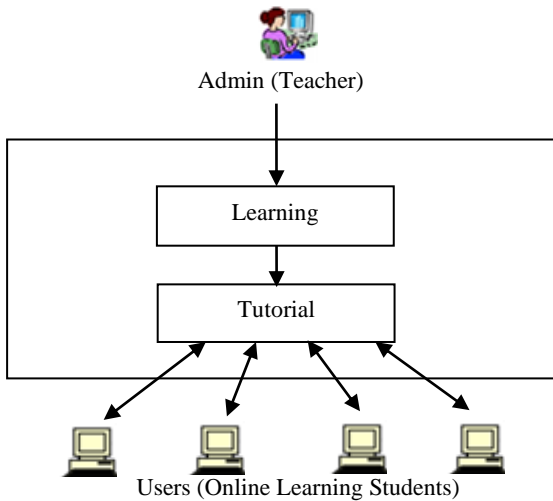 Admin (Teacher)
Learning
Tutorial
Users (Online Learning Students)